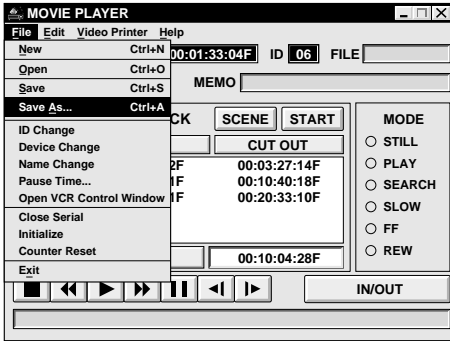 MOVIE PLAYER
File Edit Video Printer Help
New Ctrl+N
00:01:33:04F ID 06 FILE
Open Ctrl+O
Save Ctrl+S
MEMO
Save As... Ctrl+A
CK SCENE START MODE
ID Change
Device Change
CUT OUT
STILL
Name Change
2F 00:03:27:14F
PLAY
Pause Time...
1F 00:10:40:18F
SEARCH
Open VCR Control Window
1F 00:20:33:10F
SLOW
Close Serial
Initialize
FF
Counter Reset
REW
00:10:04:28F
Exit
IN/OUT